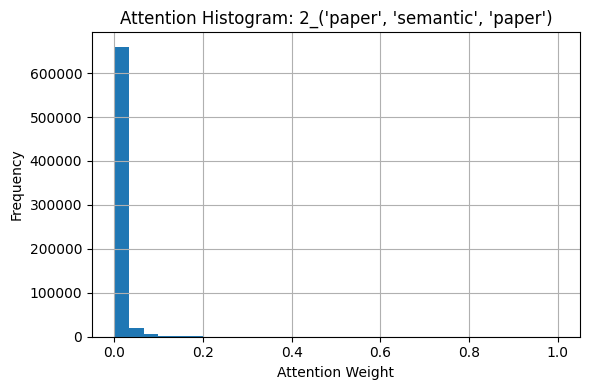 Attention Histogram: 2_('paper', 'semantic', 'paper')
600000
500000
400000
300000
200000
100000
0
Frequency
0.0 0.2 0.4 0.6 0.8 1.0
Attention Weight